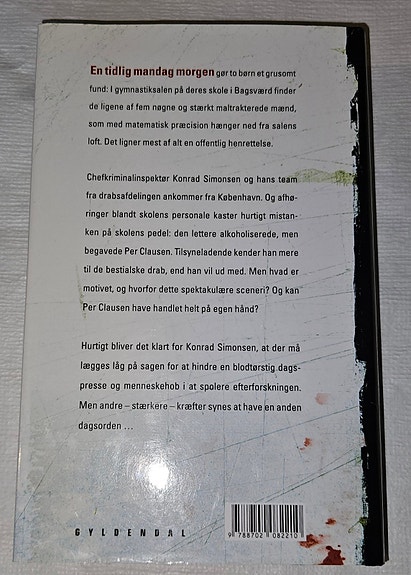 En tidlig mandag morgen gør to børn et grusomt
fund: I gymnastiksalen på deres skole i Bagsværd finder
de ligene af fem nøgne og stærkt maltrakterede mænd,
som med matematisk præcision hænger ned fra salens
loft. Det ligner mest af alt en offentlig henrettelse.
Chefkriminalinspektør Konrad Simonsen og hans team
fra drabsafdelingen ankommer fra København. Og afhø-
ringer blandt skolens personale kaster hurtigt mistan-
ken på skolens pedel: den lettere alkoholiserede, men
begavede Per Clausen. Tilsyneladende kender han mere
til de bestialske drab, end han vil ud med. Men hvad er
motivet, og hvorfor dette spektakulære sceneri? Og kan
Per Clausen have handlet helt på egen hånd?
Hurtigt bliver det klart for Konrad Simonsen, at der må
lægges låg på sagen for at hindre en blodtørstig dags-
presse og menneskehob i at spolere efterforskningen.
Men andre – stærkere – kræfter synes at have en anden
dagsorden ...
GYLDENDAL
9 788702 082210